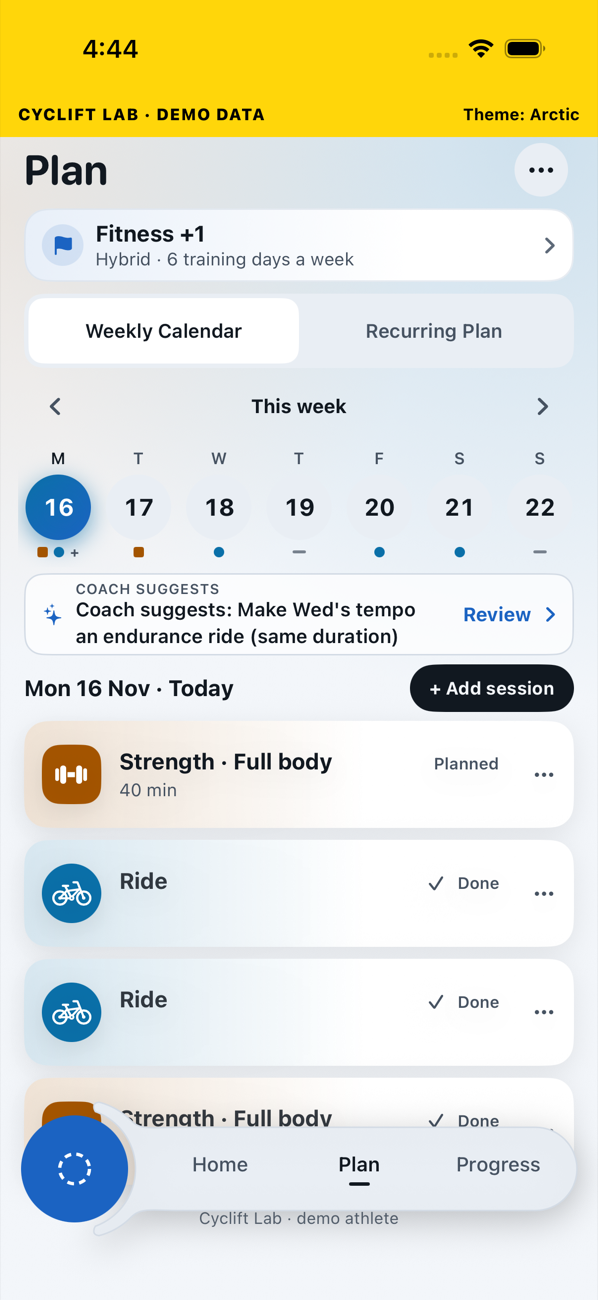 4:44
CYCLIFT LAB · DEMO DATA
Theme: Arctic
Plan
Fitness +1
Hybrid · 6 training days a week
Weekly Calendar
Recurring Plan
This week
M T W T F S S
16 17 18 19 20 21 22
+
COACH SUGGESTS
Coach suggests: Make Wed's tempo
an endurance ride (same duration)
Review
Mon 16 Nov · Today
+ Add session
Strength · Full body
Planned
40 min
Ride
Done
Ride
Done
Strength · Full body
Done
Home
Plan
Progress
Cyclift Lab · demo athlete